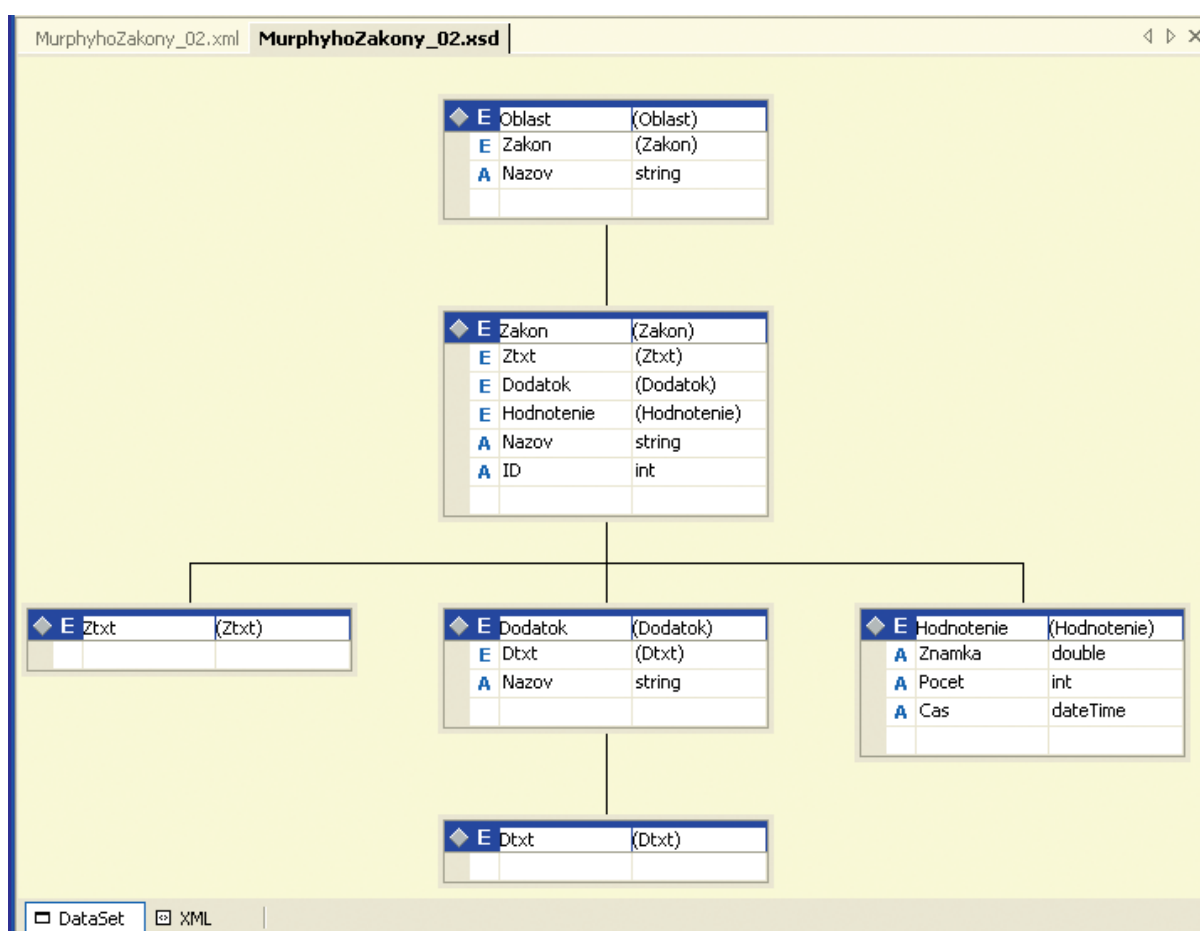 MurphyhoZakony_02.xml MurphyhoZakony_02.xsd
E Oblast (Oblast)
E Zakon (Zakon)
A Nazov string
E Zakon (Zakon)
E Ztxt (Ztxt)
E Dodatok (Dodatok)
E Hodnotenie (Hodnotenie)
A Nazov string
A ID int
E Ztxt (Ztxt)
E Dodatok (Dodatok)
E Dtxt (Dtxt)
A Nazov string
E Hodnotenie (Hodnotenie)
A Znamka double
A Pocet int
A Cas dateTime
E Dtxt (Dtxt)
DataSet XML